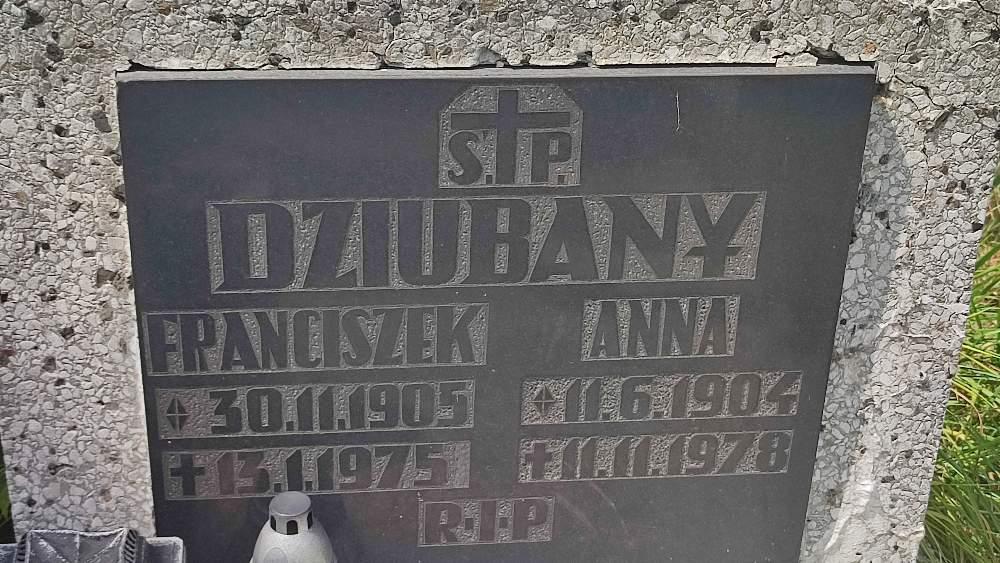 S. P.
DZIUBANY
FRANCISZEK ANNA
30.11.1905 11.6.1904
✝13.1.1975 ✝11.11.1978
R.I.P